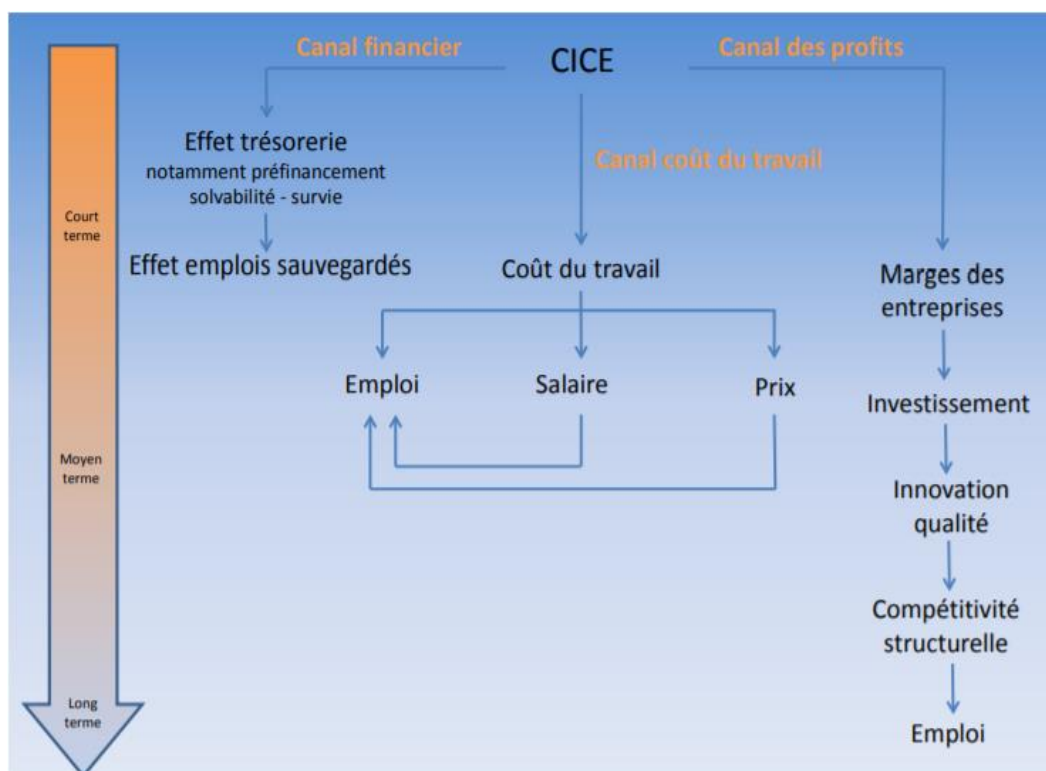 Canal financier
CICE
Canal des profits
Effet trésorerie
notamment préfinancement
solvabilité - survie
Canal coût du travail
Court
terme
Effet emplois sauvegardés
Coût du travail
Marges des
entreprises
Emploi
Salaire
Prix
Investissement
Moyen
terme
Innovation
qualité
Compétitivité
structurelle
Long
terme
Emploi